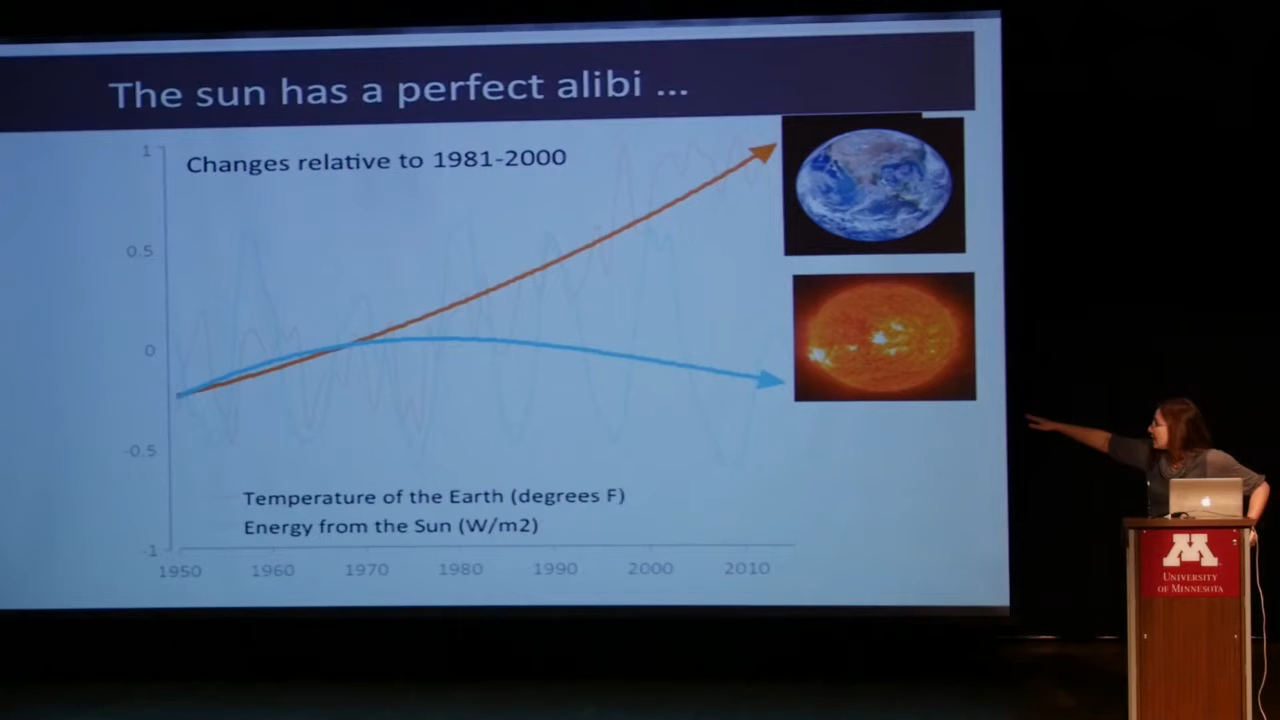 The sun has a perfect alibi ...
Changes relative to 1981-2000
1
0.5
0
-0.5
-1
Temperature of the Earth (degrees F)
Energy from the Sun (W/m2)
1950 1960 1970 1980 1990 2000 2010
M
UNIVERSITY
OF MINNESOTA